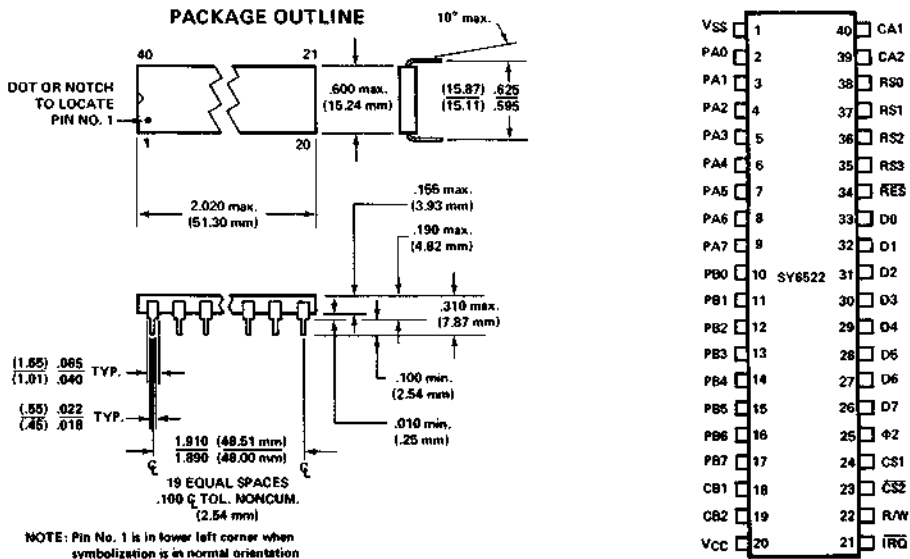 PACKAGE OUTLINE
40
21
DOT OR NOTCH
TO LOCATE
PIN NO. 1
1
20
.600 max.
(15.24 mm)
10° max.
(15.87) .625
(15.11) .595
2.020 max.
(51.30 mm)
.155 max.
(3.93 mm)
.190 max.
(4.82 mm)
.310 max.
(7.87 mm)
.100 min.
(2.54 mm)
.010 min.
(.25 mm)
(1.65) .065
(1.01) .040 TYP.
(.55) .022
(.45) .018 TYP.
1.910 (48.51 mm)
1.890 (48.00 mm)
19 EQUAL SPACES
.100 ℄ TOL. NONCUM.
(2.54 mm)
NOTE: Pin No. 1 is in lower left corner when
symbolization is in normal orientation
VSS 1 40 CA1
PA0 2 39 CA2
PA1 3 38 RS0
PA2 4 37 RS1
PA3 5 36 RS2
PA4 6 35 RS3
PA5 7 34 R̅E̅S̅
PA6 8 33 D0
PA7 9 32 D1
PB0 10 SY6522 31 D2
PB1 11 30 D3
PB2 12 29 D4
PB3 13 28 D5
PB4 14 27 D6
PB5 15 26 D7
PB6 16 25 Φ2
PB7 17 24 CS1
CB1 18 23 C̅S̅2̅
CB2 19 22 R/W
VCC 20 21 I̅R̅Q̅